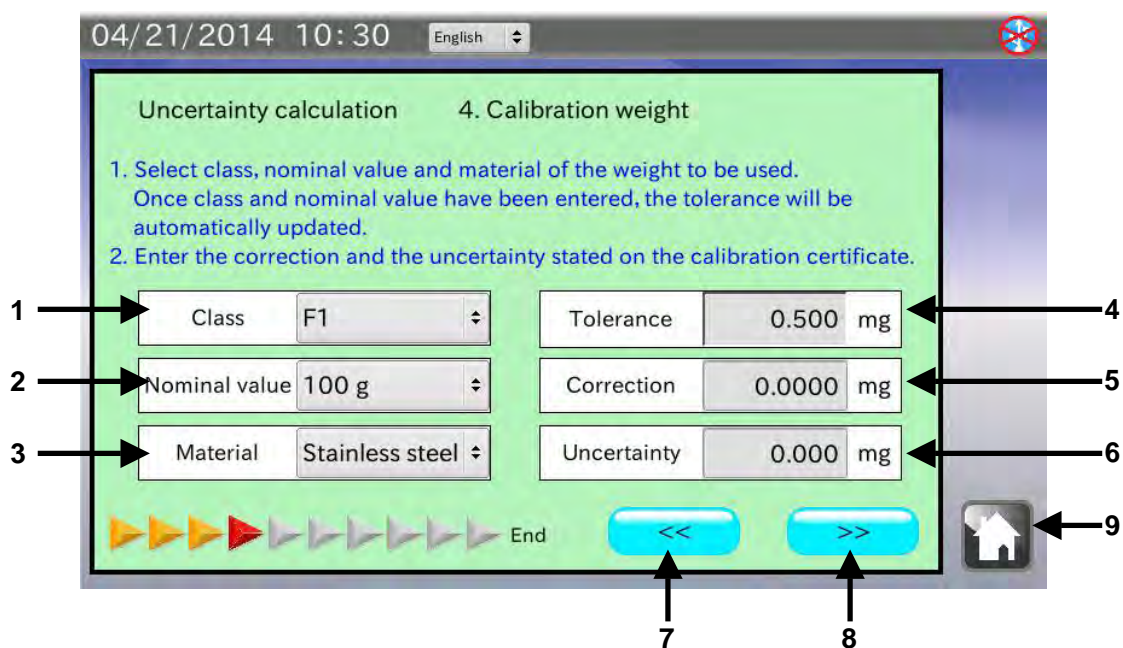 04/21/2014 10:30 English
Uncertainty calculation 4. Calibration weight
1. Select class, nominal value and material of the weight to be used.
Once class and nominal value have been entered, the tolerance will be
automatically updated.
2. Enter the correction and the uncertainty stated on the calibration certificate.
1 Class F1 Tolerance 0.500 mg 4
2 Nominal value 100 g Correction 0.0000 mg 5
3 Material Stainless steel Uncertainty 0.000 mg 6
End << >> 9
7 8